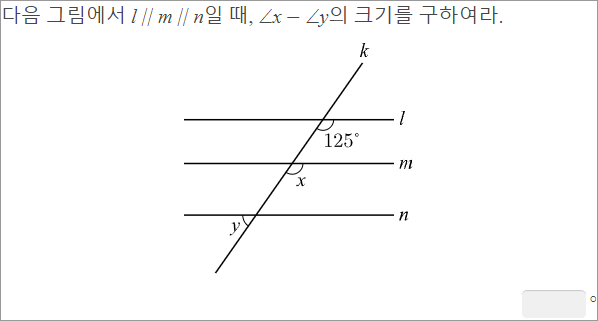 다음 그림에서 l // m // n일 때, ∠x − ∠y의 크기를 구하여라.
k
l
125°
m
x
n
y
°